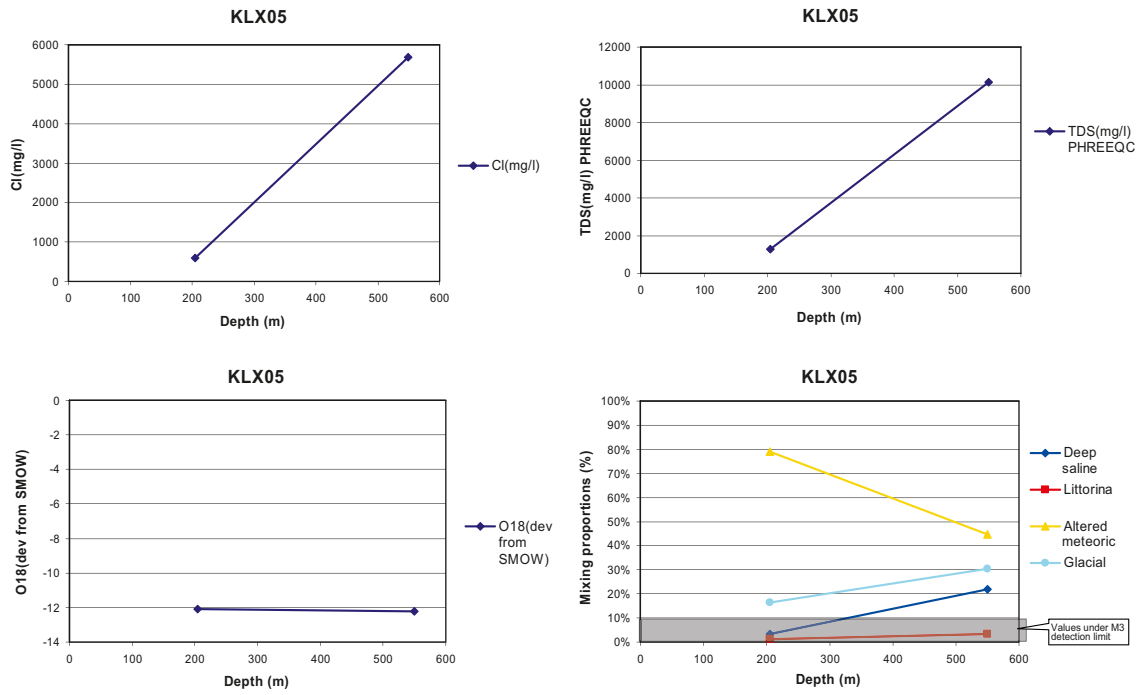 KLX05
6000
5000
4000
3000
2000
1000
0
0 100 200 300 400 500 600
Cl(mg/l)
Depth (m)
Cl(mg/l)
KLX05
12000
10000
8000
6000
4000
2000
0
0 100 200 300 400 500 600
TDS(mg/l) PHREEQC
Depth (m)
TDS(mg/l)
PHREEQC
KLX05
0
-2
-4
-6
-8
-10
-12
-14
0 100 200 300 400 500 600
O18(dev from SMOW)
Depth (m)
O18(dev
from
SMOW)
KLX05
100%
90%
80%
70%
60%
50%
40%
30%
20%
10%
0%
0 100 200 300 400 500 600
Mixing proportions (%)
Depth (m)
Deep
saline
Littorina
Altered
meteoric
Glacial
Values under M3
detection limit